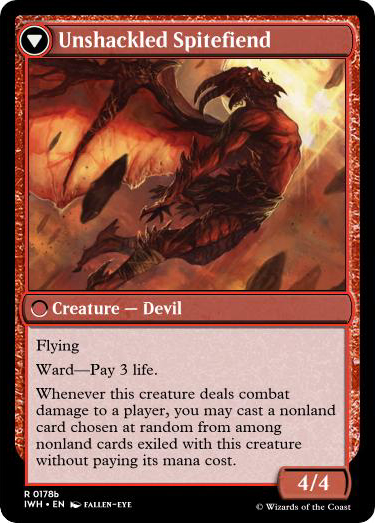 Unshackled Spitefiend
Creature — Devil
Flying
Ward—Pay 3 life.
Whenever this creature deals combat
damage to a player, you may cast a nonland
card chosen at random from among
nonland cards exiled with this creature
without paying its mana cost.
4/4
R 0178b
IWH • EN FALLEN-EYE
© Wizards of the Coast